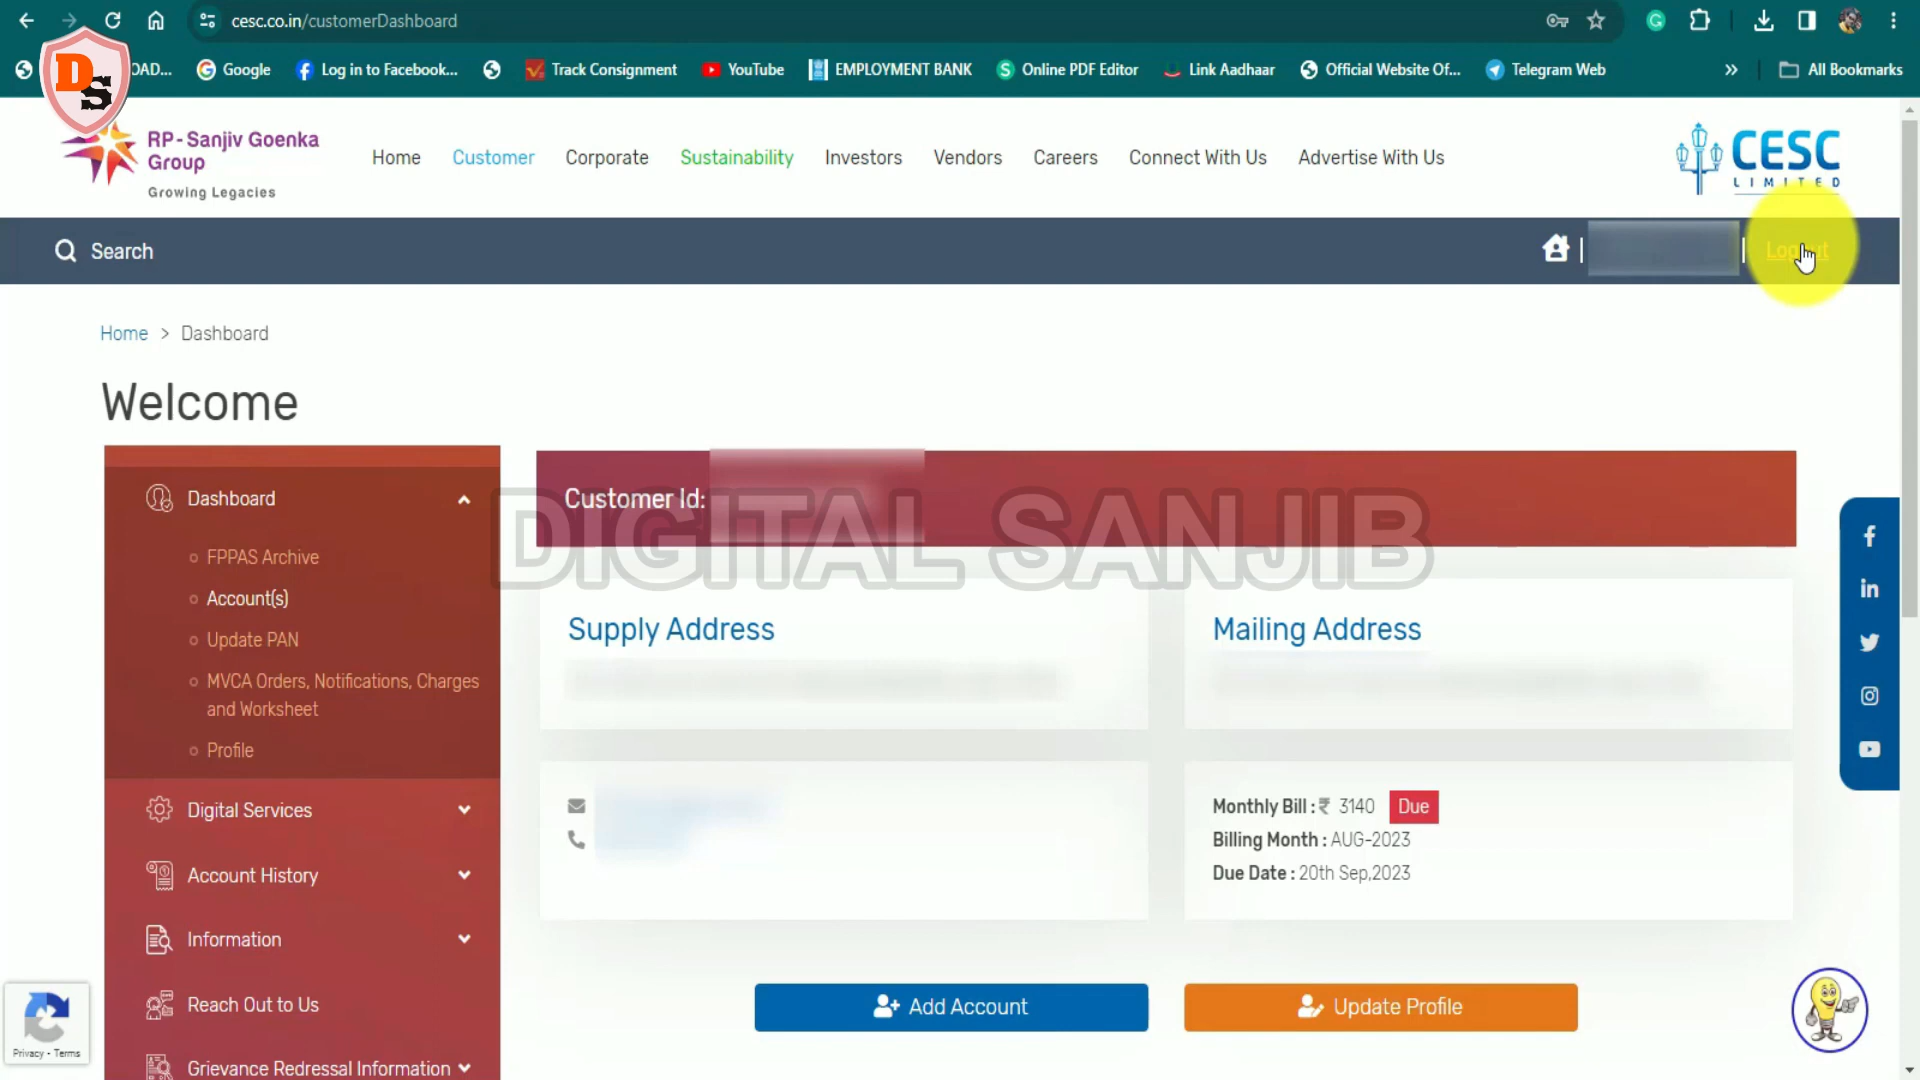 cesc.co.in/customerDashboard
DS
OAD...
Google
Log in to Facebook...
Track Consignment
YouTube
EMPLOYMENT BANK
Online PDF Editor
Link Aadhaar
Official Website Of...
Telegram Web
»
All Bookmarks
RP-Sanjiv Goenka
Group
Growing Legacies
Home
Customer
Corporate
Sustainability
Investors
Vendors
Careers
Connect With Us
Advertise With Us
CESC
LIMITED
Search
|
|
Logout
Home > Dashboard
Welcome
Dashboard
FPPAS Archive
Account(s)
Update PAN
MVCA Orders, Notifications, Charges
and Worksheet
Profile
Digital Services
Account History
Information
Reach Out to Us
Grievance Redressal Information
Customer Id:
DIGITAL SANJIB
Supply Address
Mailing Address
Monthly Bill : ₹ 3140 Due
Billing Month : AUG-2023
Due Date : 20th Sep,2023
Add Account
Update Profile
Privacy - Terms